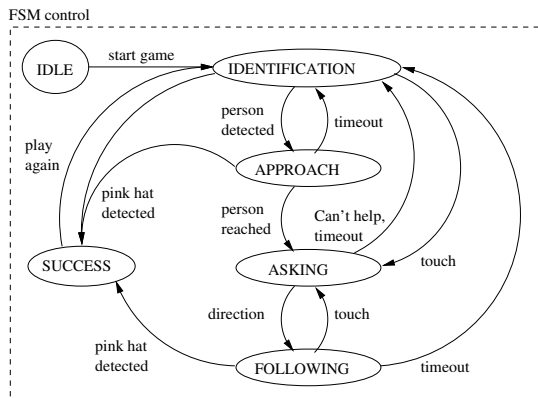 FSM control
start game
IDLE
IDENTIFICATION
person
detected
timeout
play
again
APPROACH
pink hat
detected
person
reached
Can't help,
timeout
SUCCESS
ASKING
touch
direction
touch
pink hat
detected
FOLLOWING
timeout